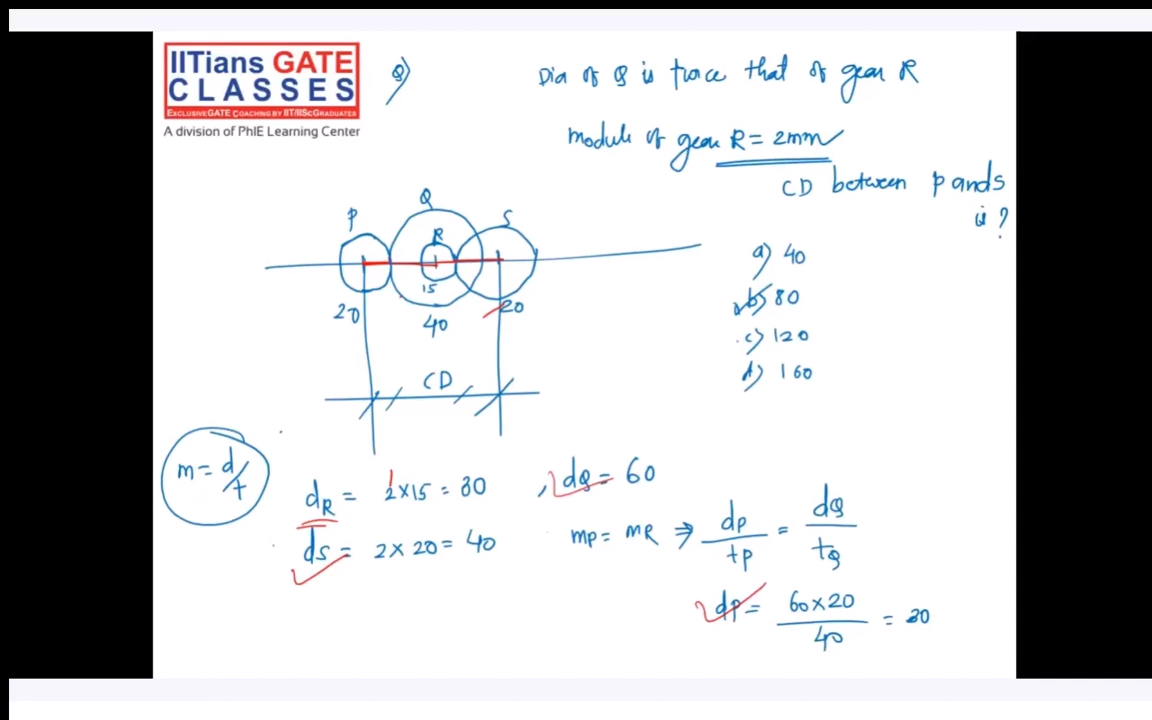 IITians GATE
CLASSES
EXCLUSIVE GATE COACHING BY IIT/IISC GRADUATES
A division of PhIE Learning Center
Q)
Dia of Q is twice that of gear R
module of gear R = 2mm
CD between P and S
is ?
P
Q
R
S
15
20
40
20
CD
a) 40
b) 80
c) 120
d) 160
m = d/t
dR = 2×15 = 30
, dQ = 60
dS = 2×20 = 40
mP = mR ⇒ dP/tP = dQ/tQ
dP = 60×20/40 = 30